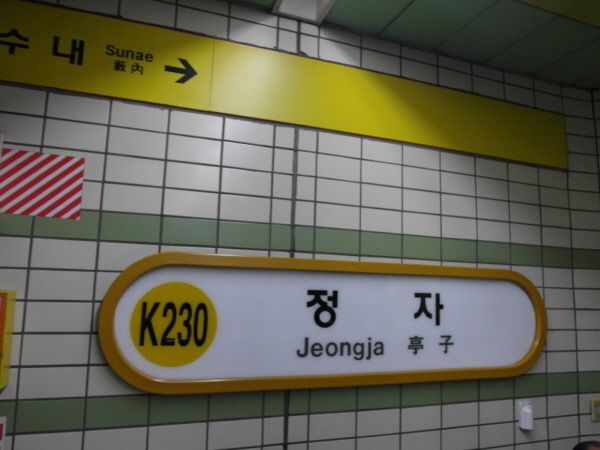 수내 Sunae
藪內 →
K230
정 자
Jeongja 亭子